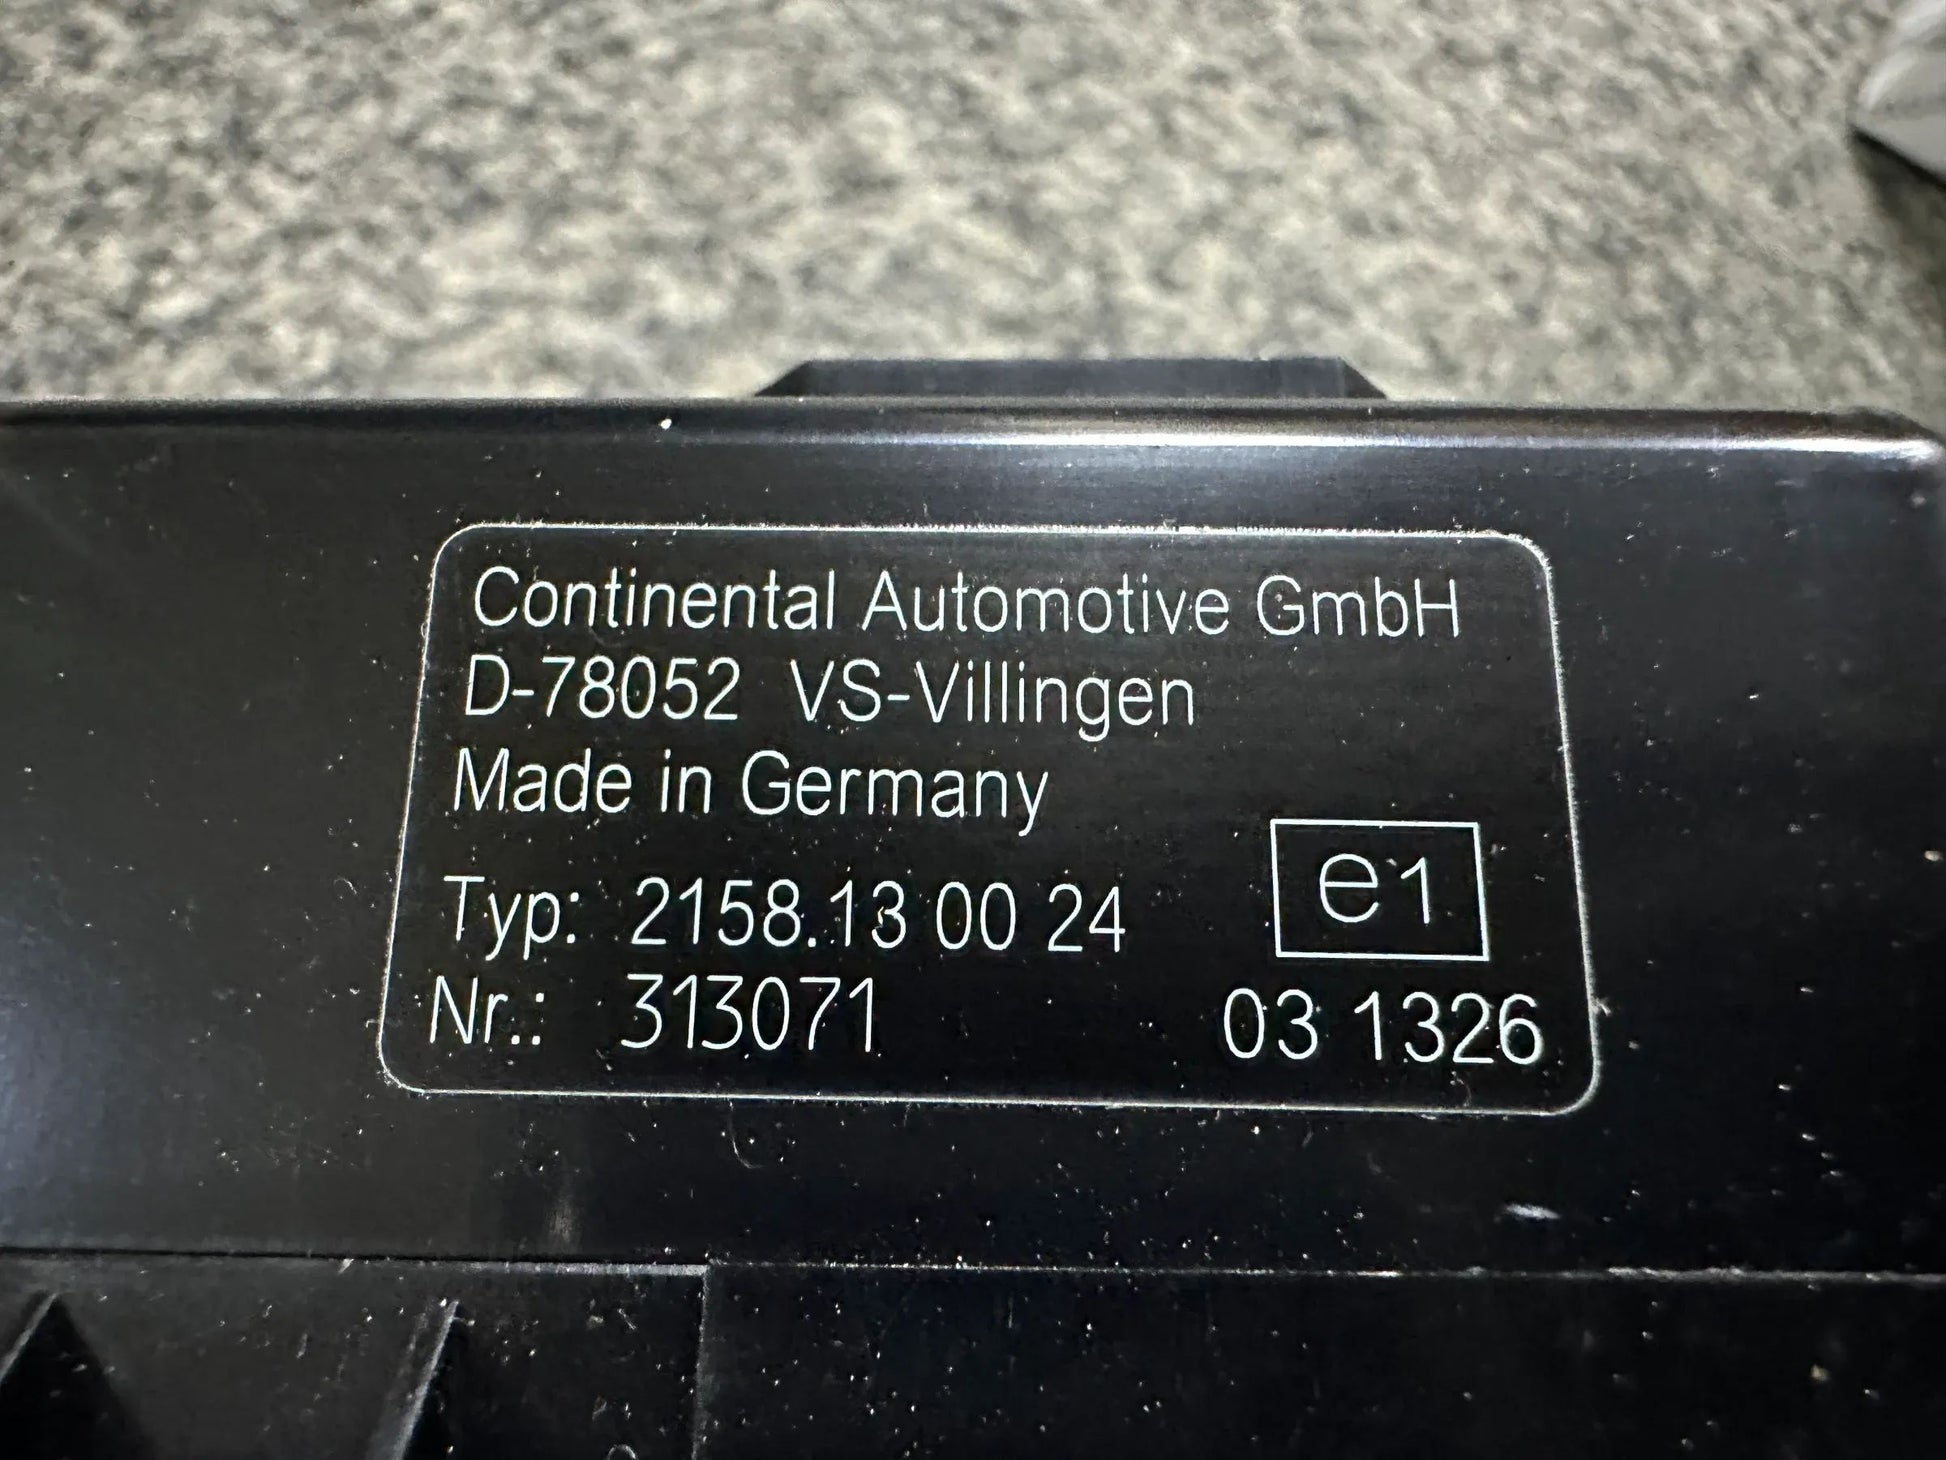 Continental Automotive GmbH
D-78052 VS-Villingen
Made in Germany
e1
Typ: 2158.13 00 24
Nr.: 313071
03 1326